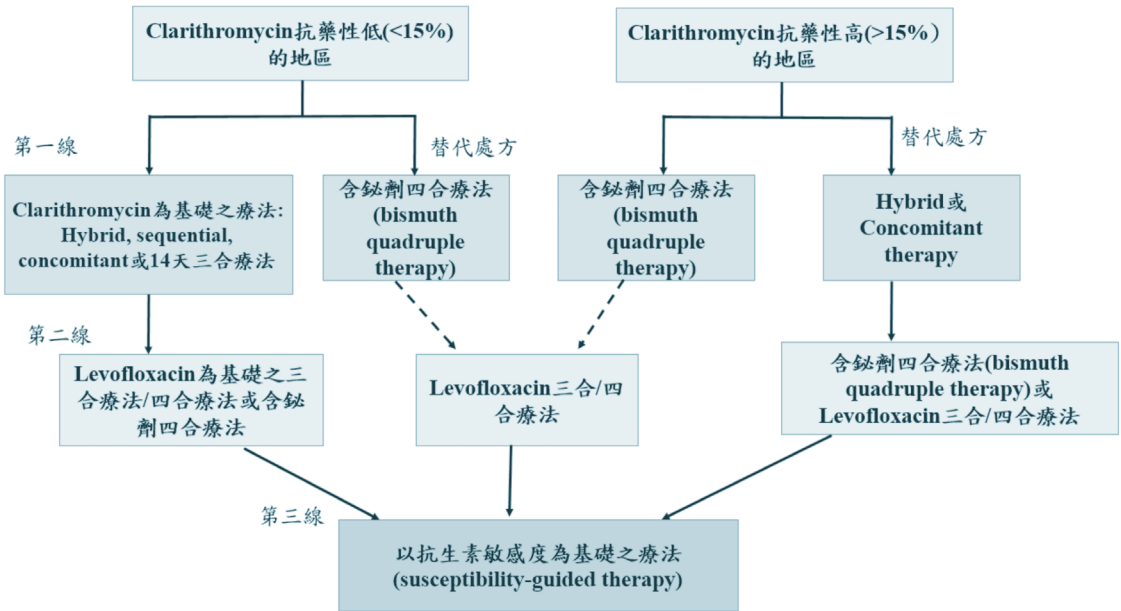 Clarithromycin抗藥性低(<15%)
的地區
Clarithromycin抗藥性高(>15%）
的地區
第一線
替代處方
替代處方
Clarithromycin為基礎之療法:
Hybrid, sequential,
concomitant或14天三合療法
含鉍劑四合療法
(bismuth
quadruple
therapy)
含鉍劑四合療法
(bismuth
quadruple
therapy)
Hybrid或
Concomitant
therapy
第二線
Levofloxacin為基礎之三
合療法/四合療法或含鉍
劑四合療法
Levofloxacin三合/四
合療法
含鉍劑四合療法(bismuth
quadruple therapy)或
Levofloxacin三合/四合療法
第三線
以抗生素敏感度為基礎之療法
(susceptibility-guided therapy)